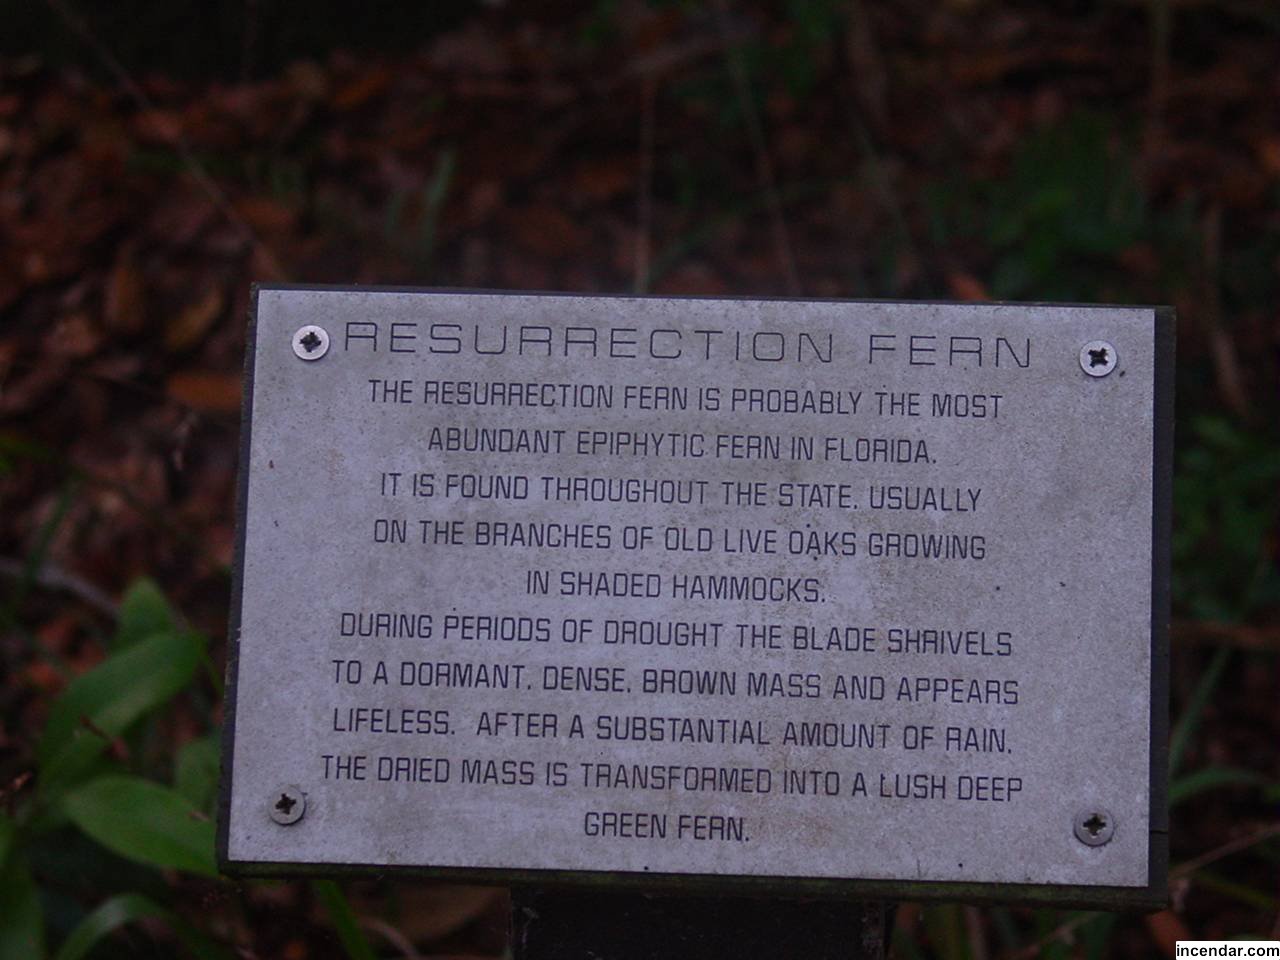 RESURRECTION FERN
THE RESURRECTION FERN IS PROBABLY THE MOST
ABUNDANT EPIPHYTIC FERN IN FLORIDA.
IT IS FOUND THROUGHOUT THE STATE, USUALLY
ON THE BRANCHES OF OLD LIVE OAKS GROWING
IN SHADED HAMMOCKS.
DURING PERIODS OF DROUGHT THE BLADE SHRIVELS
TO A DORMANT, DENSE, BROWN MASS AND APPEARS
LIFELESS. AFTER A SUBSTANTIAL AMOUNT OF RAIN,
THE DRIED MASS IS TRANSFORMED INTO A LUSH DEEP
GREEN FERN.
incendar.com